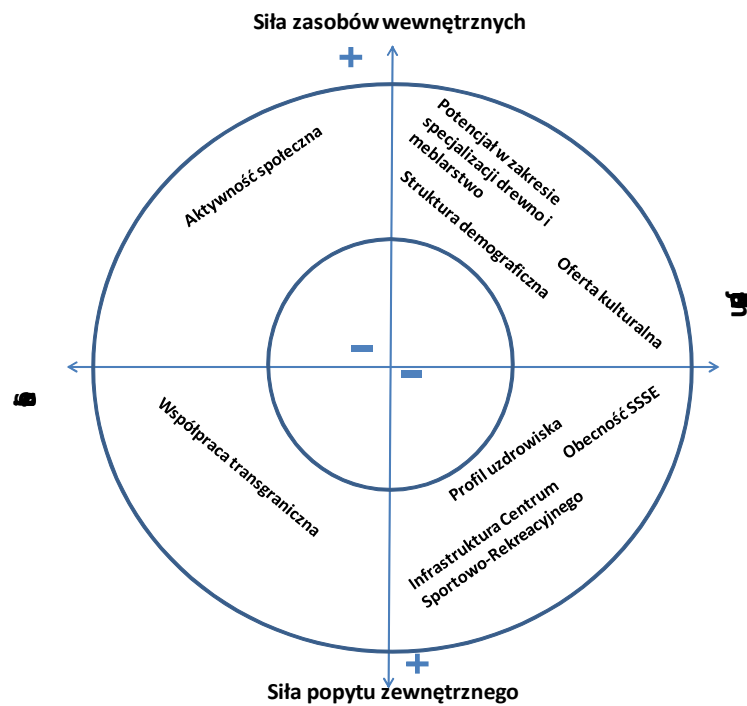 Siła zasobów wewnętrznych
+
Aktywność społeczna
Potencjał w zakresie
specjalizacji drewno i
meblarstwo
Struktura demograficzna
Oferta kulturalna
–
–
Współpraca transgraniczna
Profil uzdrowiska
Obecność SSSE
Infrastruktura Centrum
Sportowo-Rekreacyjnego
+
Siła popytu zewnętrznego